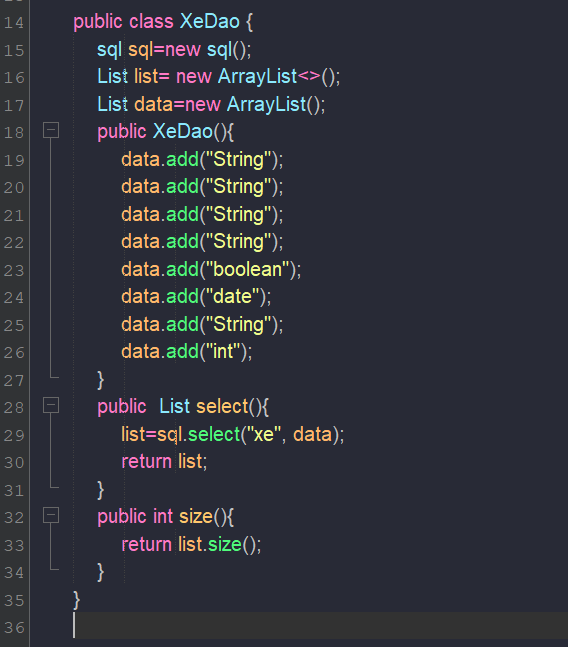 14 public class XeDao {
15 sql sql=new sql();
16 List list= new ArrayList<>();
17 List data=new ArrayList();
18 public XeDao(){
19 data.add("String");
20 data.add("String");
21 data.add("String");
22 data.add("String");
23 data.add("boolean");
24 data.add("date");
25 data.add("String");
26 data.add("int");
27 }
28 public  List select(){
29 list=sql.select("xe", data);
30 return list;
31 }
32 public int size(){
33 return list.size();
34 }
35 }
36